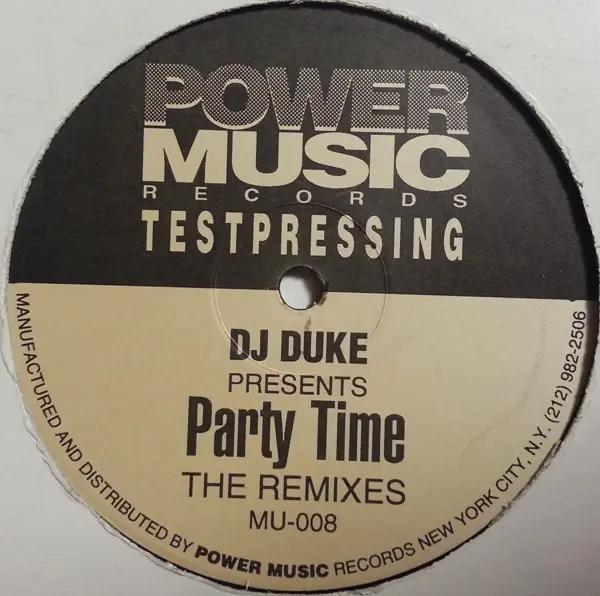 POWER
MUSIC
RECORDS
TESTPRESSING
DJ DUKE
PRESENTS
Party Time
THE REMIXES
MU-008
MANUFACTURED AND DISTRIBUTED BY POWER MUSIC RECORDS NEW YORK CITY, N.Y. (212) 982-2506